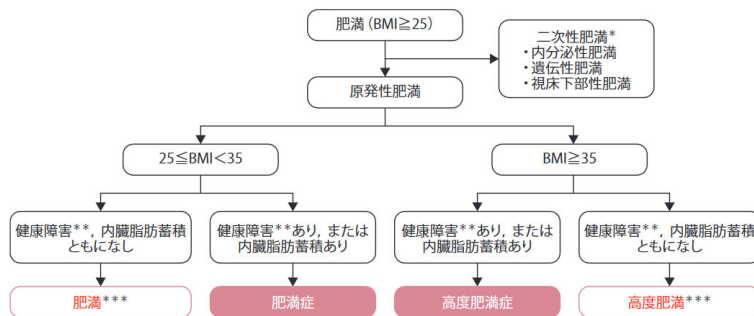 肥満（BMI≧25）
二次性肥満*
・内分泌性肥満
・遺伝性肥満
・視床下部性肥満
原発性肥満
25≦BMI＜35
BMI≧35
健康障害**，内臓脂肪蓄積
ともになし
健康障害**あり，または
内臓脂肪蓄積あり
健康障害**あり，または
内臓脂肪蓄積あり
健康障害**，内臓脂肪蓄積
ともになし
肥満***
肥満症
高度肥満症
高度肥満***